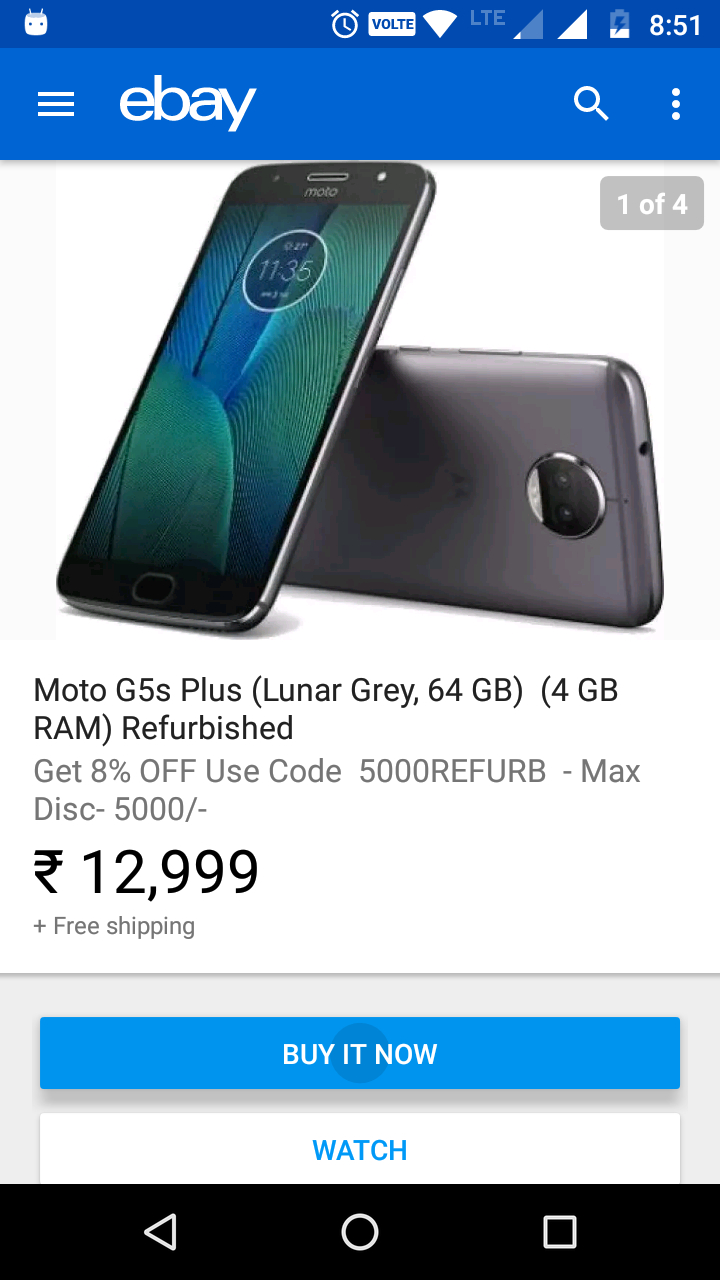 VOLTE LTE 8:51
ebay
1 of 4
moto
11:35
Moto G5s Plus (Lunar Grey, 64 GB)  (4 GB
RAM) Refurbished
Get 8% OFF Use Code  5000REFURB  - Max
Disc- 5000/-
₹ 12,999
+ Free shipping
BUY IT NOW
WATCH